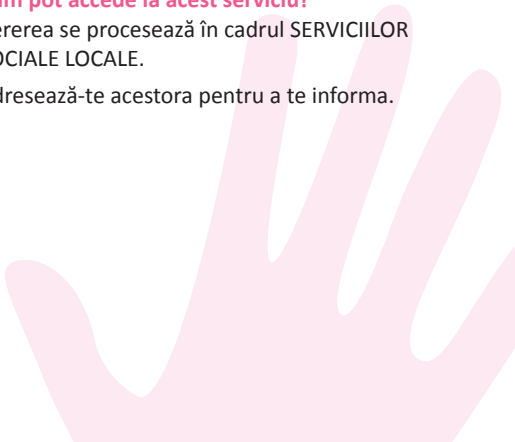 m pot accede la acest serviciu?
ererea se procesează în cadrul SERVICIILOR
OCIALE LOCALE.
dresează-te acestora pentru a te informa.